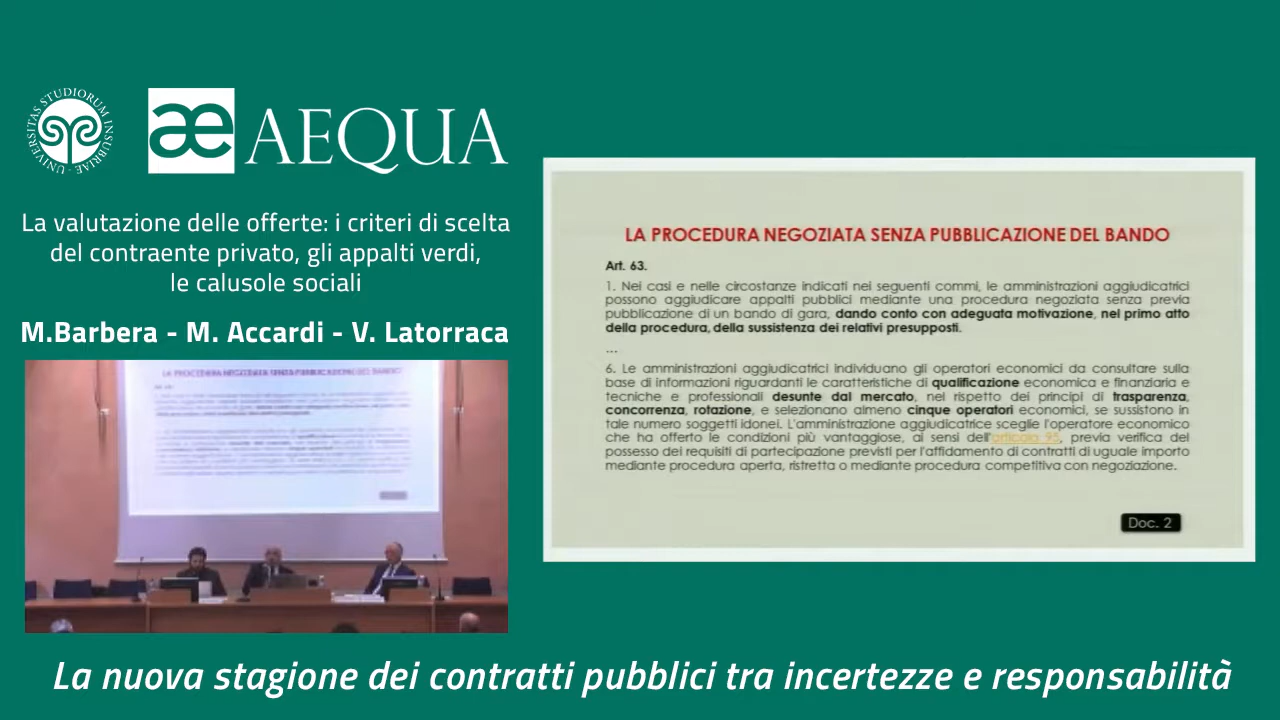 UNIVERSITAS STUDIORUM INSUBRIAE
æ AEQUA
La valutazione delle offerte: i criteri di scelta
del contraente privato, gli appalti verdi,
le calusole sociali
M.Barbera - M. Accardi - V. Latorraca
LA PROCEDURA NEGOZIATA SENZA PUBBLICAZIONE DEL BANDO
LA PROCEDURA NEGOZIATA SENZA PUBBLICAZIONE DEL BANDO
Art. 63.
1. Nei casi e nelle circostanze indicati nei seguenti commi, le amministrazioni aggiudicatrici
possono aggiudicare appalti pubblici mediante una procedura negoziata senza previa
pubblicazione di un bando di gara, dando conto con adeguata motivazione, nel primo atto
della procedura, della sussistenza dei relativi presupposti.
...
6. Le amministrazioni aggiudicatrici individuano gli operatori economici da consultare sulla
base di informazioni riguardanti le caratteristiche di qualificazione economica e finanziaria e
tecniche e professionali desunte dal mercato, nel rispetto dei principi di trasparenza,
concorrenza, rotazione, e selezionano almeno cinque operatori economici, se sussistono in
tale numero soggetti idonei. L'amministrazione aggiudicatrice sceglie l'operatore economico
che ha offerto le condizioni più vantaggiose, ai sensi dell'articolo 95, previa verifica del
possesso dei requisiti di partecipazione previsti per l'affidamento di contratti di uguale importo
mediante procedura aperta, ristretta o mediante procedura competitiva con negoziazione.
Doc. 2
La nuova stagione dei contratti pubblici tra incertezze e responsabilità